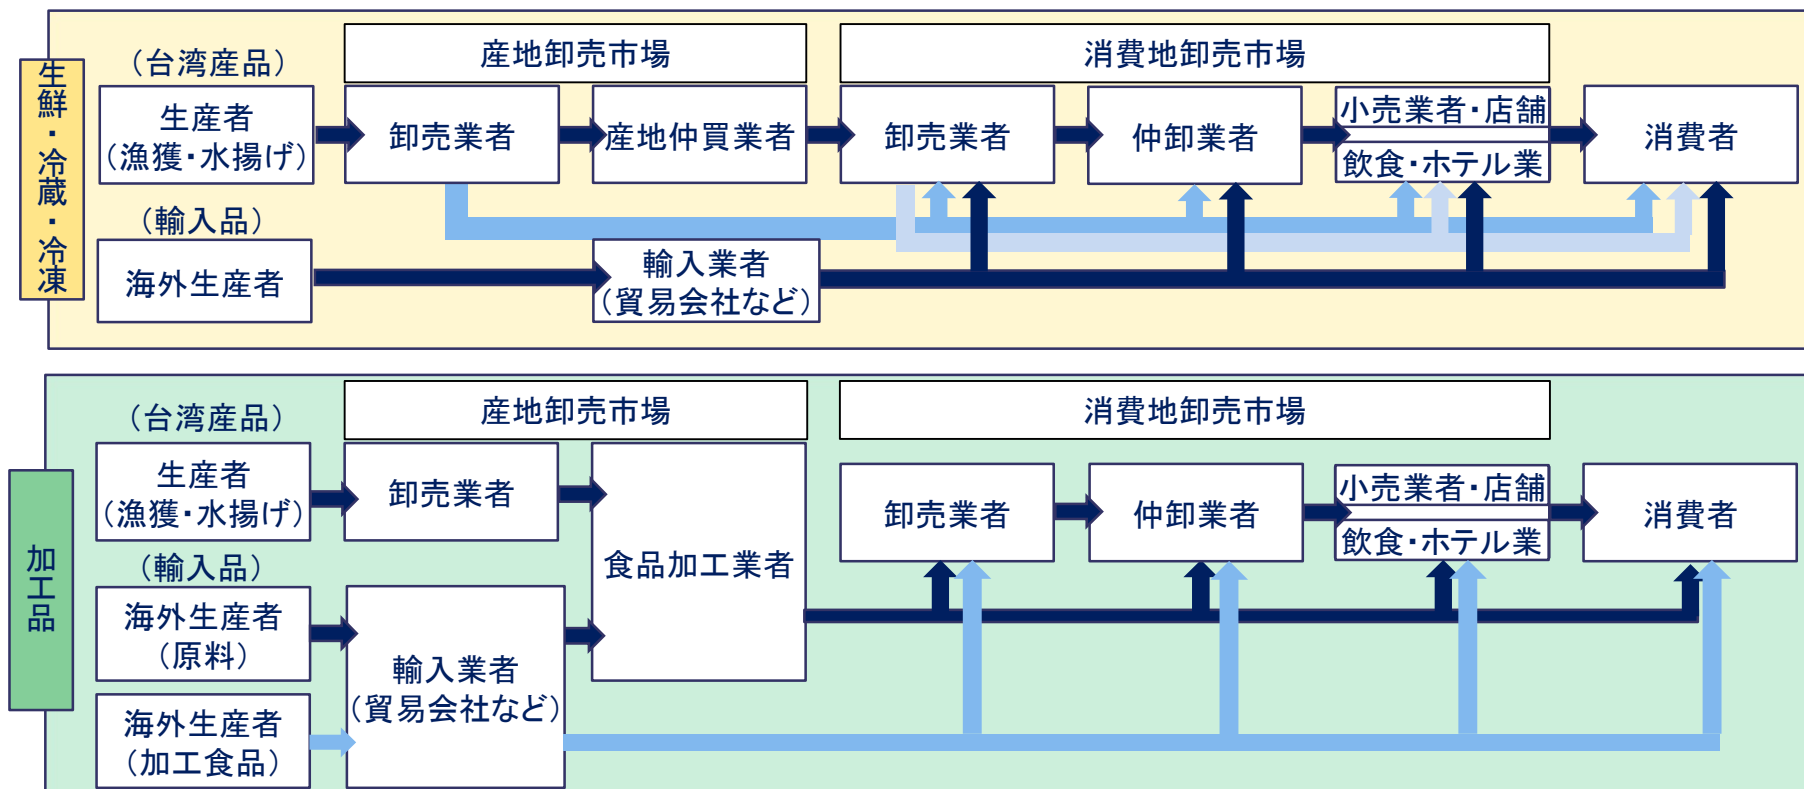 生鮮・冷蔵・冷凍
（台湾産品）
産地卸売市場
消費地卸売市場
生産者
（漁獲・水揚げ）
卸売業者
産地仲買業者
卸売業者
仲卸業者
小売業者・店舗
飲食・ホテル業
消費者
（輸入品）
海外生産者
輸入業者
（貿易会社など）
加工品
（台湾産品）
産地卸売市場
消費地卸売市場
生産者
（漁獲・水揚げ）
卸売業者
食品加工業者
卸売業者
仲卸業者
小売業者・店舗
飲食・ホテル業
消費者
（輸入品）
海外生産者
（原料）
輸入業者
（貿易会社など）
海外生産者
（加工食品）